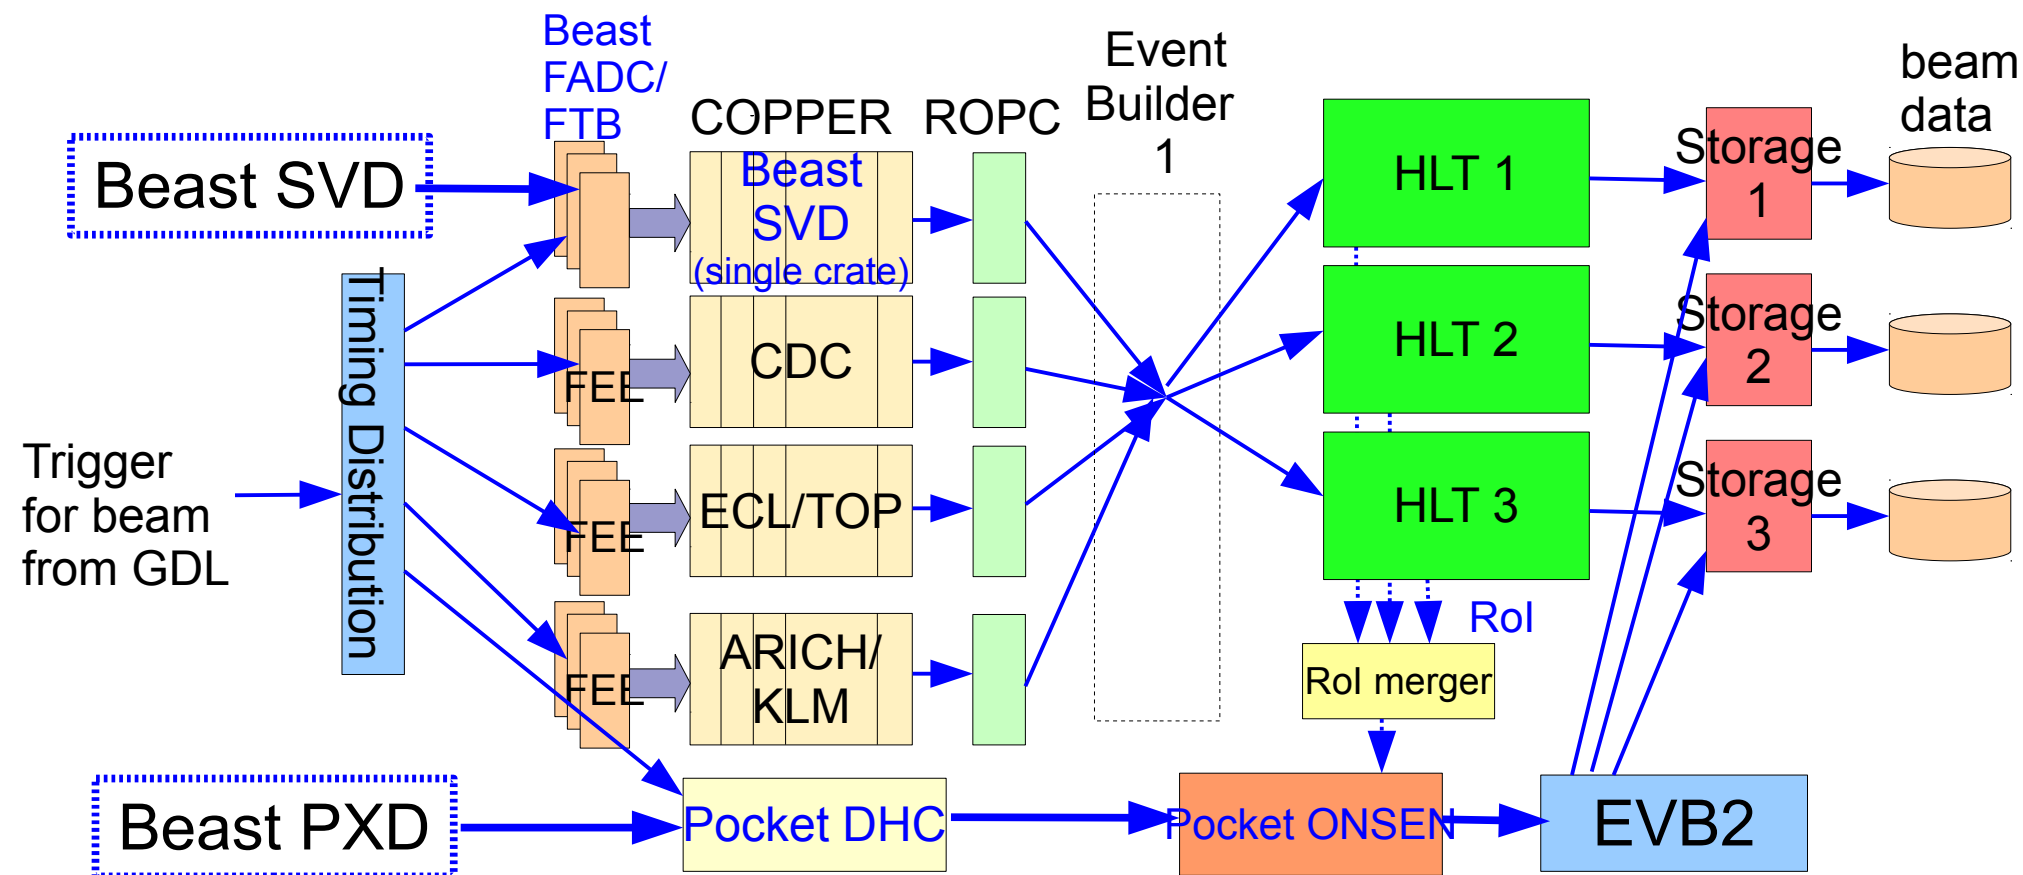 Beast
FADC/
FTB
COPPER
ROPC
Event
Builder
1
beam
data
Beast SVD
Beast
SVD
(single crate)
HLT 1
Storage
1
Timing Distribution
FEE
CDC
HLT 2
Storage
2
Trigger
for beam
from GDL
FEE
ECL/TOP
HLT 3
Storage
3
RoI
FEE
ARICH/
KLM
RoI merger
Beast PXD
Pocket DHC
Pocket ONSEN
EVB2